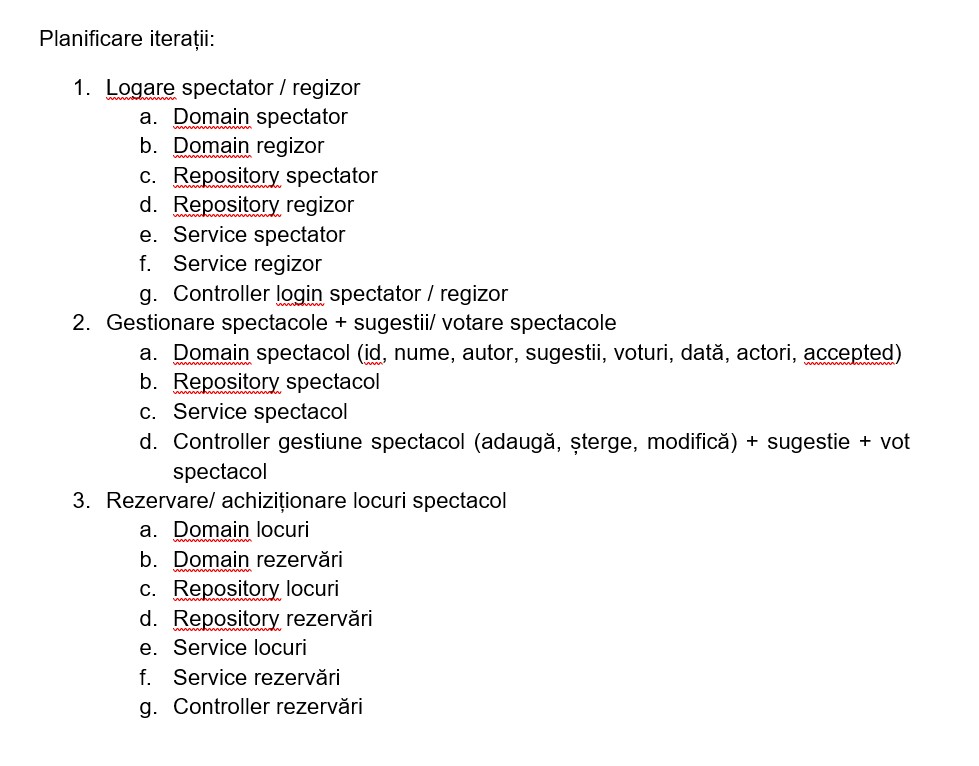 Planificare iterații:
1. Logare spectator / regizor
a. Domain spectator
b. Domain regizor
c. Repository spectator
d. Repository regizor
e. Service spectator
f. Service regizor
g. Controller login spectator / regizor
2. Gestionare spectacole + sugestii/ votare spectacole
a. Domain spectacol (id, nume, autor, sugestii, voturi, dată, actori, accepted)
b. Repository spectacol
c. Service spectacol
d. Controller gestiune spectacol (adaugă, șterge, modifică) + sugestie + vot
spectacol
3. Rezervare/ achiziționare locuri spectacol
a. Domain locuri
b. Domain rezervări
c. Repository locuri
d. Repository rezervări
e. Service locuri
f. Service rezervări
g. Controller rezervări